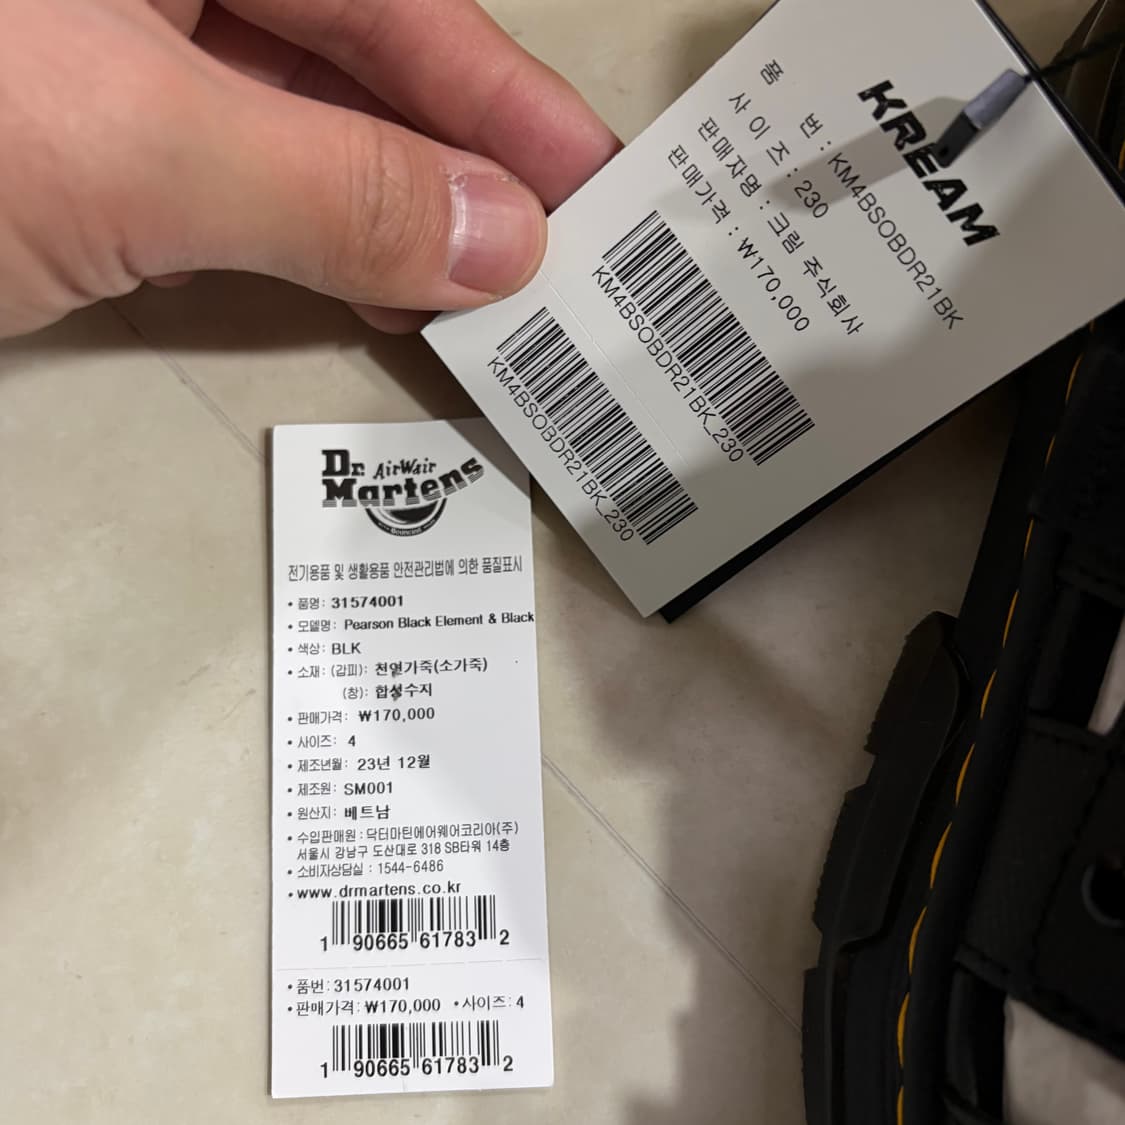 KREAM
품 번 : KM4BSOBDR21BK
사 이 즈 : 230
판매자명 : 크림 주식회사
판매가격 : ₩170,000
KM4BSOBDR21BK_230
KM4BSOBDR21BK_230
Dr. AirWair
Martens
전기용품 및 생활용품 안전관리법에 의한 품질표시
• 품명: 31574001
• 모델명: Pearson Black Element & Black
• 색상: BLK
• 소재: (갑피): 천연가죽(소가죽)
(창): 합성수지
• 판매가격: ₩170,000
• 사이즈: 4
• 제조년월: 23년 12월
• 제조원: SM001
• 원산지: 베트남
• 수입판매원 : 닥터마틴에어웨어코리아(주)
서울시 강남구 도산대로 318 SB타워 14층
• 소비자상담실 : 1544-6486
• www.drmartens.co.kr
1 90665 61783 2
• 품번: 31574001
• 판매가격: ₩170,000 • 사이즈: 4
1 90665 61783 2